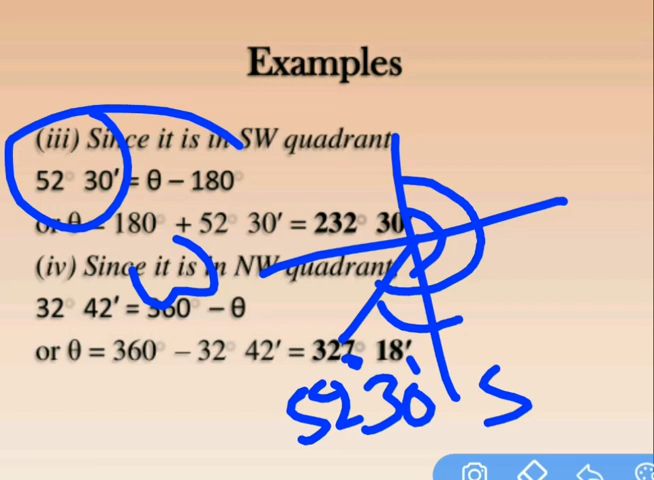 Examples
(iii) Since it is in SW quadrant
52° 30′ = θ – 180°
or θ = 180° + 52° 30′ = 232° 30
(iv) Since it is in NW quadrant
32° 42′ = 360° – θ
or θ = 360° – 32° 42′ = 327° 18′
52°30' S